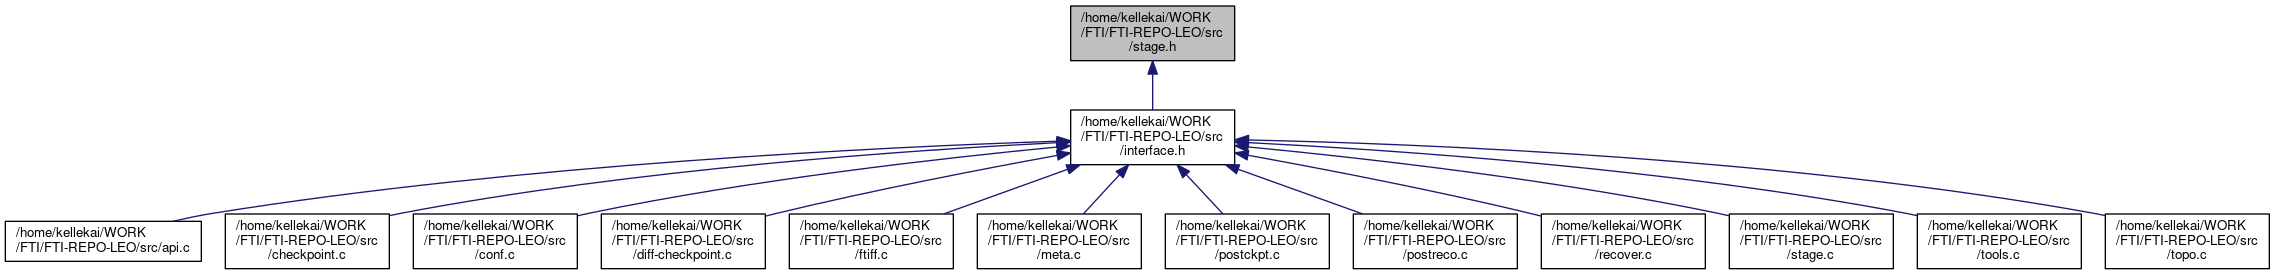 /home/kellekai/WORK
/FTI/FTI-REPO-LEO/src
/stage.h
/home/kellekai/WORK
/FTI/FTI-REPO-LEO/src
/interface.h
/home/kellekai/WORK
/FTI/FTI-REPO-LEO/src/api.c
/home/kellekai/WORK
/FTI/FTI-REPO-LEO/src
/checkpoint.c
/home/kellekai/WORK
/FTI/FTI-REPO-LEO/src
/conf.c
/home/kellekai/WORK
/FTI/FTI-REPO-LEO/src
/diff-checkpoint.c
/home/kellekai/WORK
/FTI/FTI-REPO-LEO/src
/ftiff.c
/home/kellekai/WORK
/FTI/FTI-REPO-LEO/src
/meta.c
/home/kellekai/WORK
/FTI/FTI-REPO-LEO/src
/postckpt.c
/home/kellekai/WORK
/FTI/FTI-REPO-LEO/src
/postreco.c
/home/kellekai/WORK
/FTI/FTI-REPO-LEO/src
/recover.c
/home/kellekai/WORK
/FTI/FTI-REPO-LEO/src
/stage.c
/home/kellekai/WORK
/FTI/FTI-REPO-LEO/src
/tools.c
/home/kellekai/WORK
/FTI/FTI-REPO-LEO/src
/topo.c